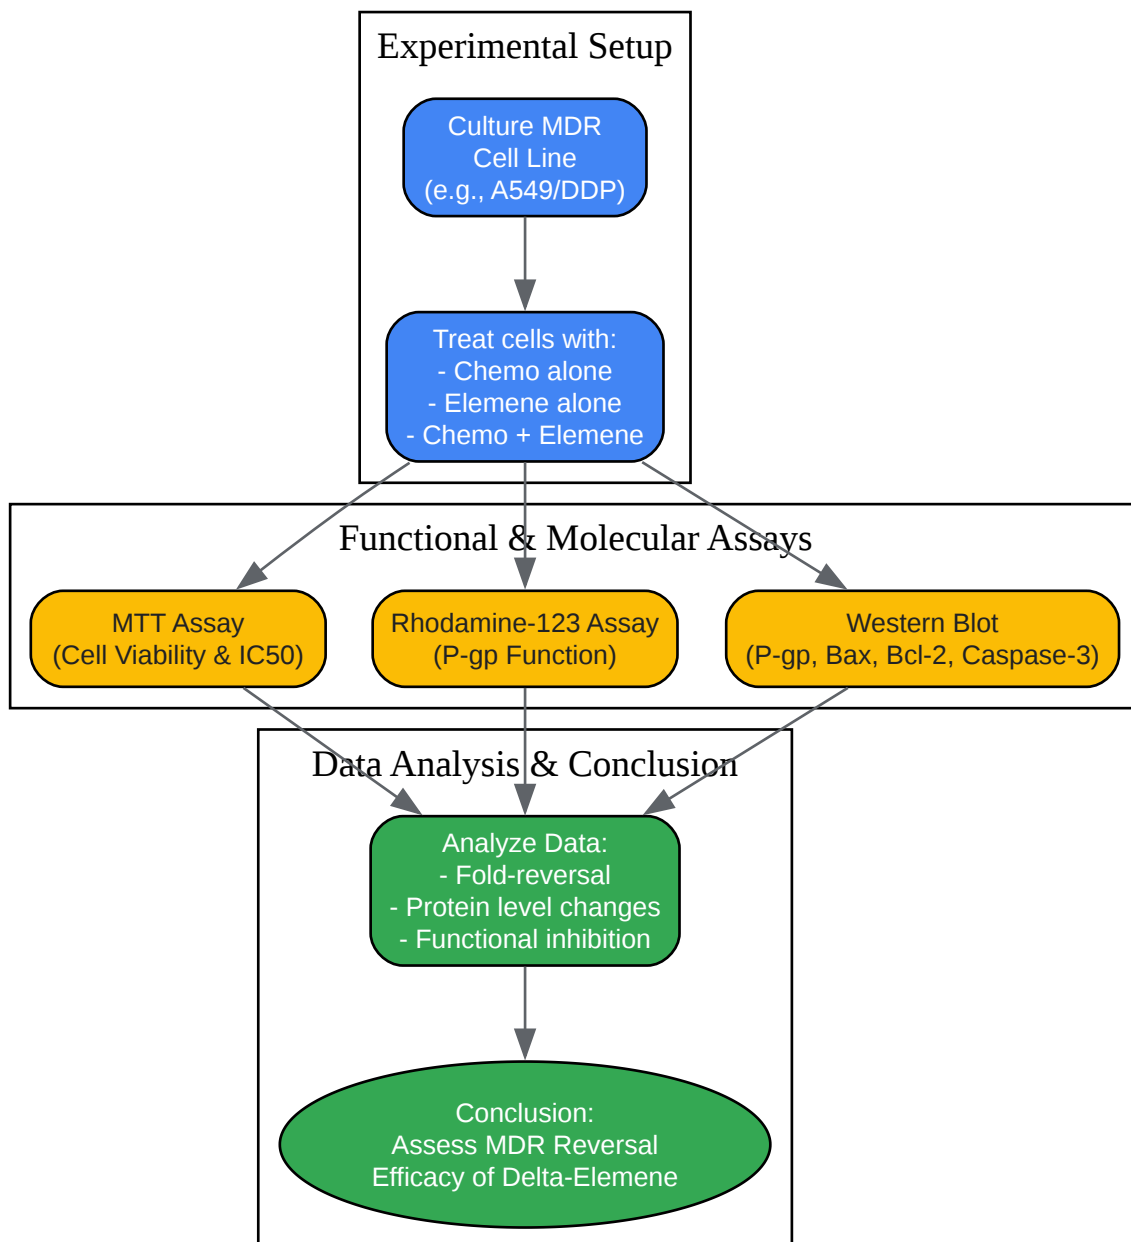 Experimental Setup
Culture MDR
Cell Line
(e.g., A549/DDP)
Treat cells with:
- Chemo alone
- Elemene alone
- Chemo + Elemene
Functional & Molecular Assays
MTT Assay
(Cell Viability & IC50)
Rhodamine-123 Assay
(P-gp Function)
Western Blot
(P-gp, Bax, Bcl-2, Caspase-3)
Data Analysis & Conclusion
Analyze Data:
- Fold-reversal
- Protein level changes
- Functional inhibition
Conclusion:
Assess MDR Reversal
Efficacy of Delta-Elemene